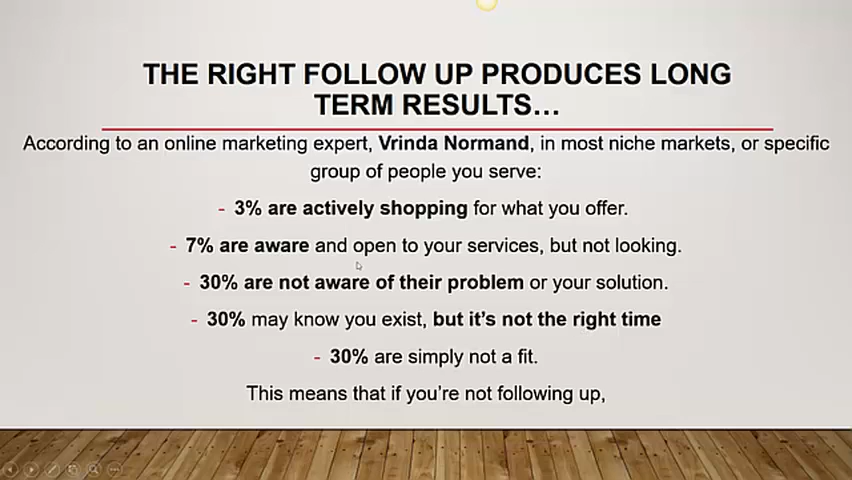 THE RIGHT FOLLOW UP PRODUCES LONG
TERM RESULTS…
According to an online marketing expert, Vrinda Normand, in most niche markets, or specific
group of people you serve:
- 3% are actively shopping for what you offer.
- 7% are aware and open to your services, but not looking.
- 30% are not aware of their problem or your solution.
- 30% may know you exist, but it's not the right time
- 30% are simply not a fit.
This means that if you're not following up,